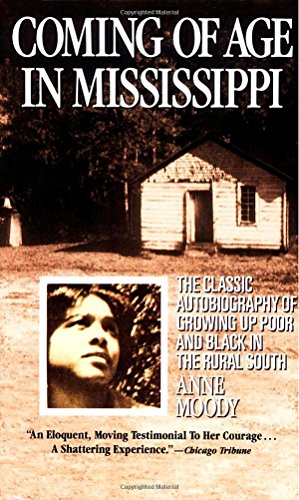 COMING OF AGE
IN MISSISSIPPI
THE CLASSIC
AUTOBIOGRAPHY OF
GROWING UP POOR
AND BLACK IN
THE RURAL SOUTH
ANNE
MOODY
"An Eloquent, Moving Testimonial To Her Courage...
A Shattering Experience."—Chicago Tribune